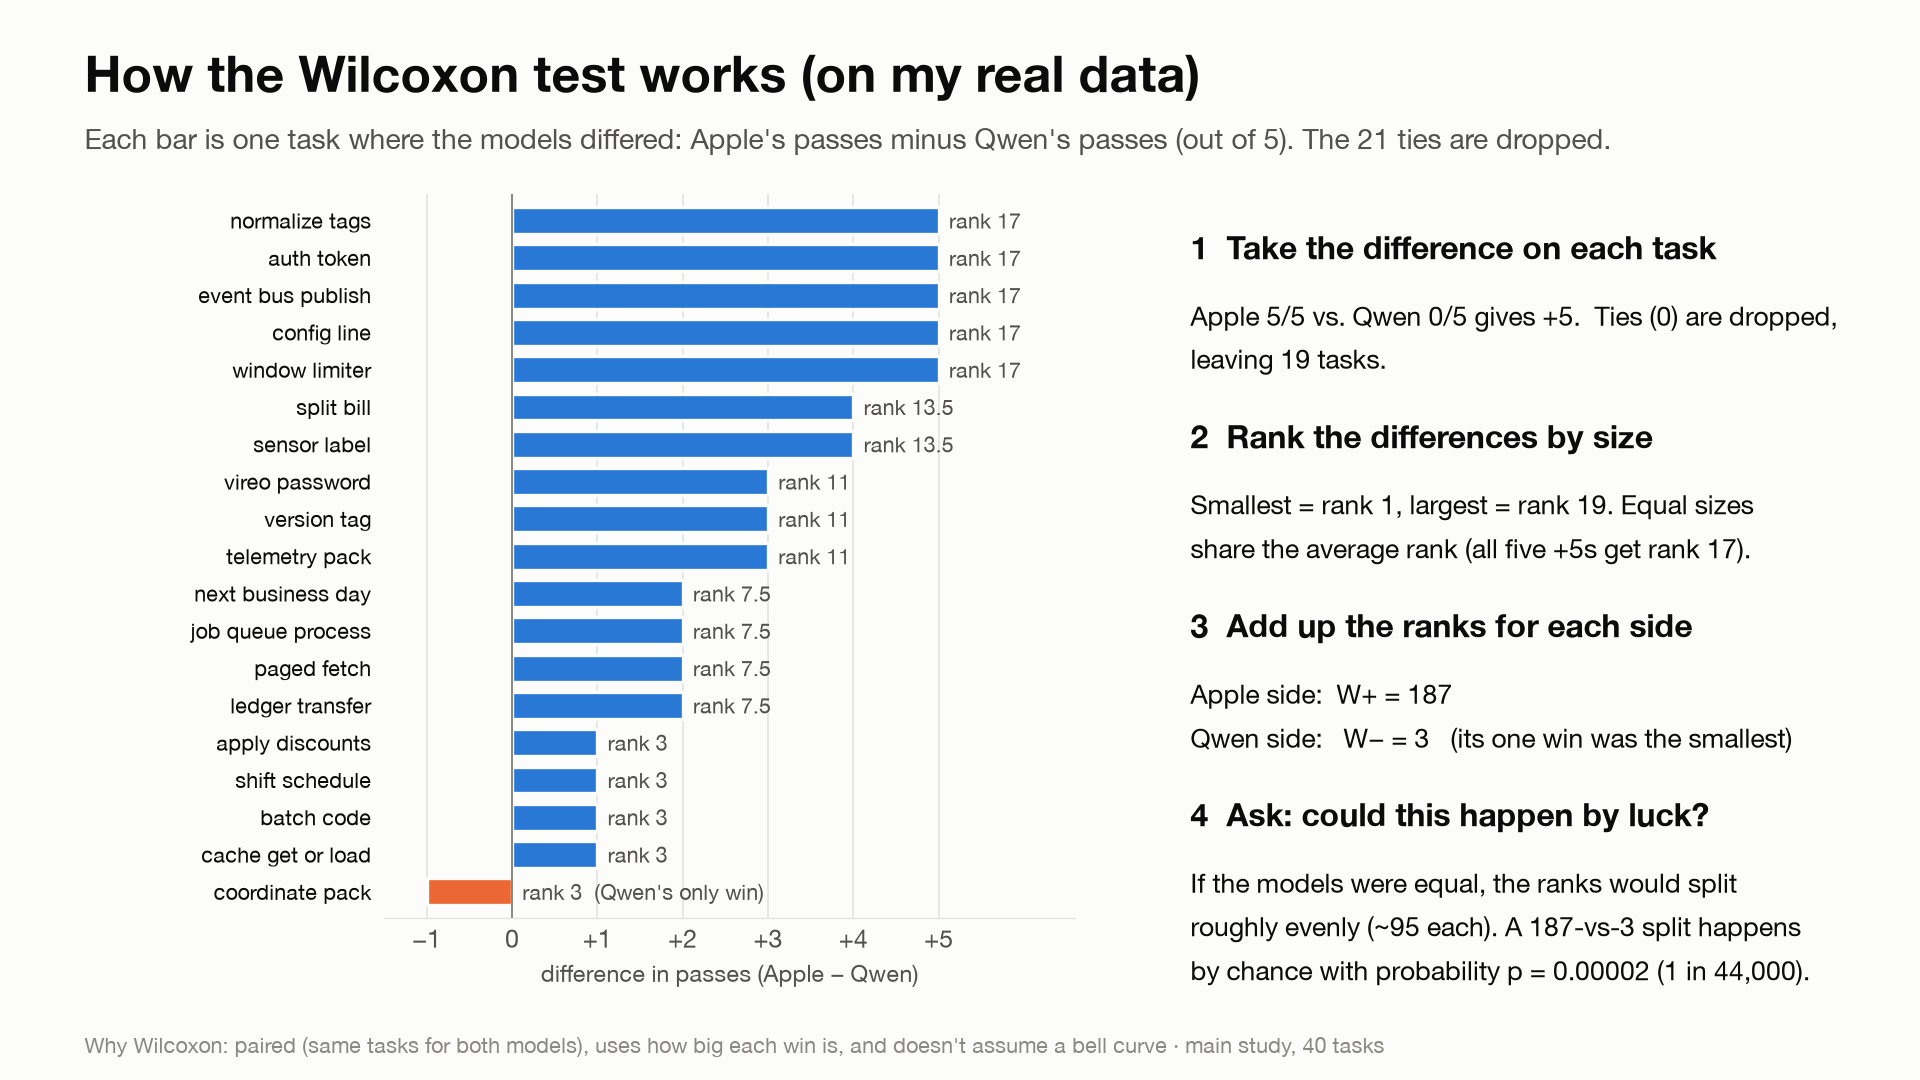 How the Wilcoxon test works (on my real data)
Each bar is one task where the models differed: Apple's passes minus Qwen's passes (out of 5). The 21 ties are dropped.
normalize tags rank 17
auth token rank 17
event bus publish rank 17
config line rank 17
window limiter rank 17
split bill rank 13.5
sensor label rank 13.5
vireo password rank 11
version tag rank 11
telemetry pack rank 11
next business day rank 7.5
job queue process rank 7.5
paged fetch rank 7.5
ledger transfer rank 7.5
apply discounts rank 3
shift schedule rank 3
batch code rank 3
cache get or load rank 3
coordinate pack rank 3 (Qwen's only win)
−1 0 +1 +2 +3 +4 +5
difference in passes (Apple − Qwen)
1 Take the difference on each task
Apple 5/5 vs. Qwen 0/5 gives +5. Ties (0) are dropped,
leaving 19 tasks.
2 Rank the differences by size
Smallest = rank 1, largest = rank 19. Equal sizes
share the average rank (all five +5s get rank 17).
3 Add up the ranks for each side
Apple side: W+ = 187
Qwen side: W− = 3 (its one win was the smallest)
4 Ask: could this happen by luck?
If the models were equal, the ranks would split
roughly evenly (~95 each). A 187-vs-3 split happens
by chance with probability p = 0.00002 (1 in 44,000).
Why Wilcoxon: paired (same tasks for both models), uses how big each win is, and doesn't assume a bell curve · main study, 40 tasks